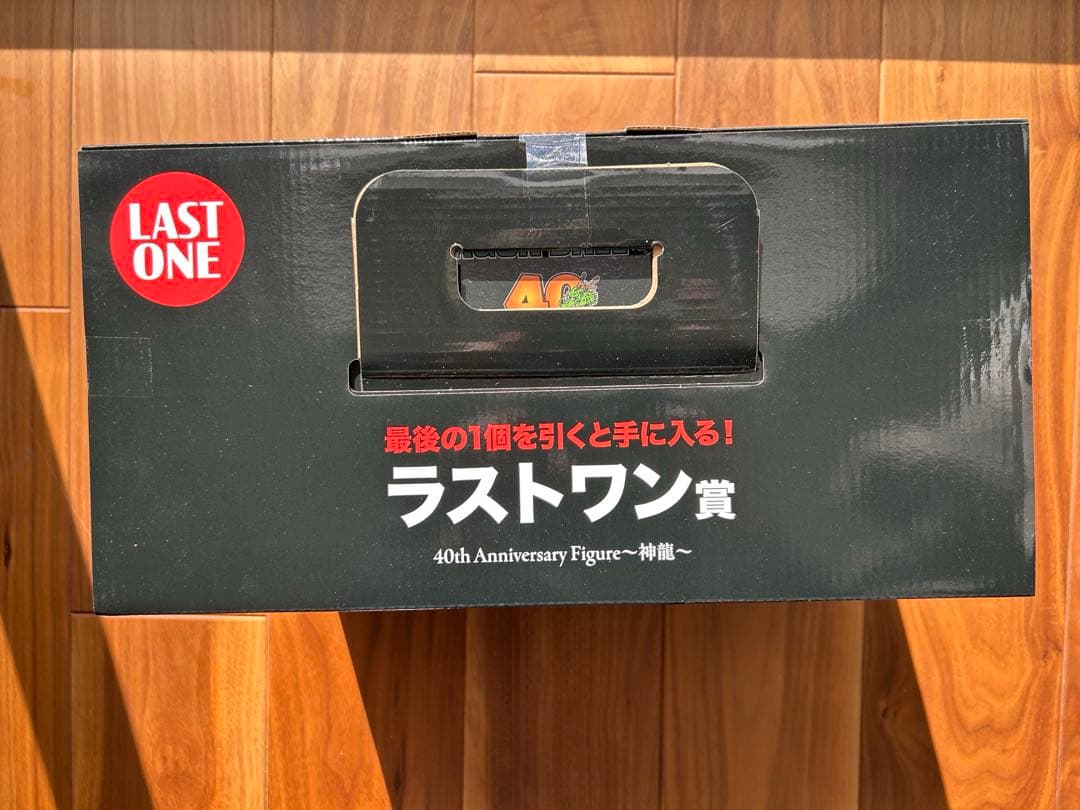 LAST
ONE
40
最後の1個を引くと手に入る!
ラストワン賞
40th Anniversary Figure〜神龍〜